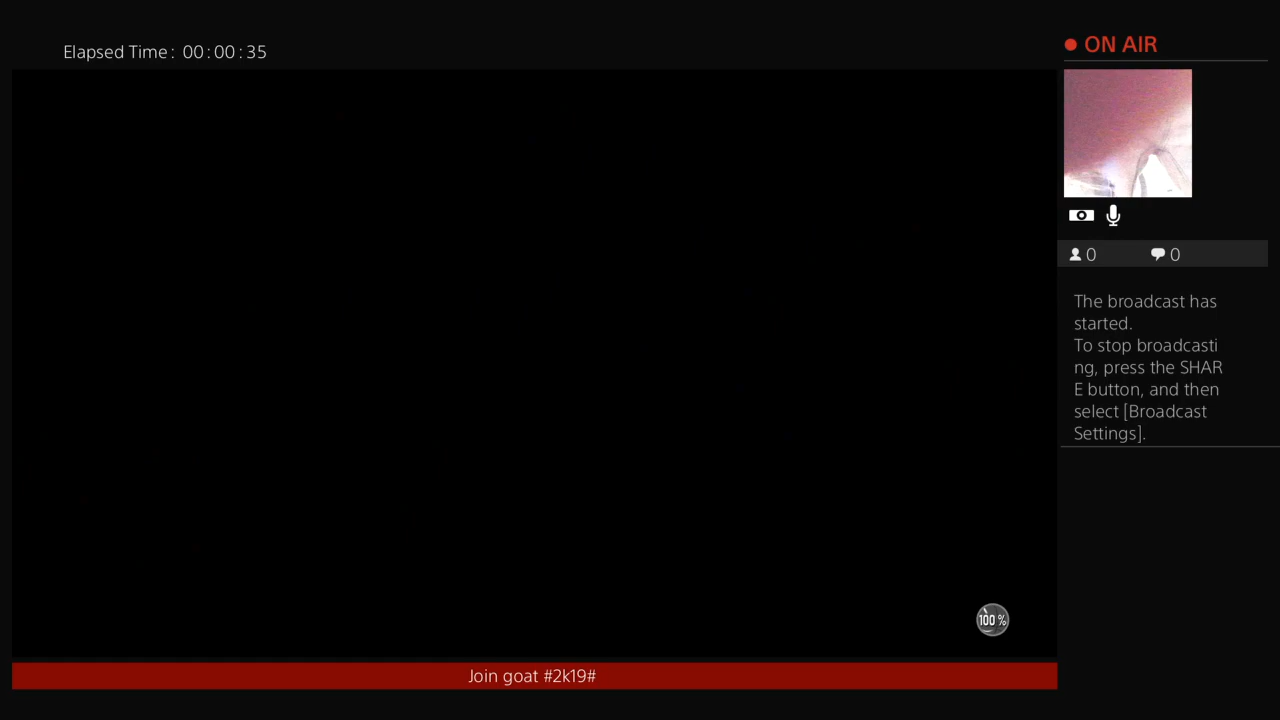 Elapsed Time: 00:00:35
ON AIR
0 0
The broadcast has
started.
To stop broadcasti
ng, press the SHAR
E button, and then
select [Broadcast
Settings].
100 %
Join goat #2k19#